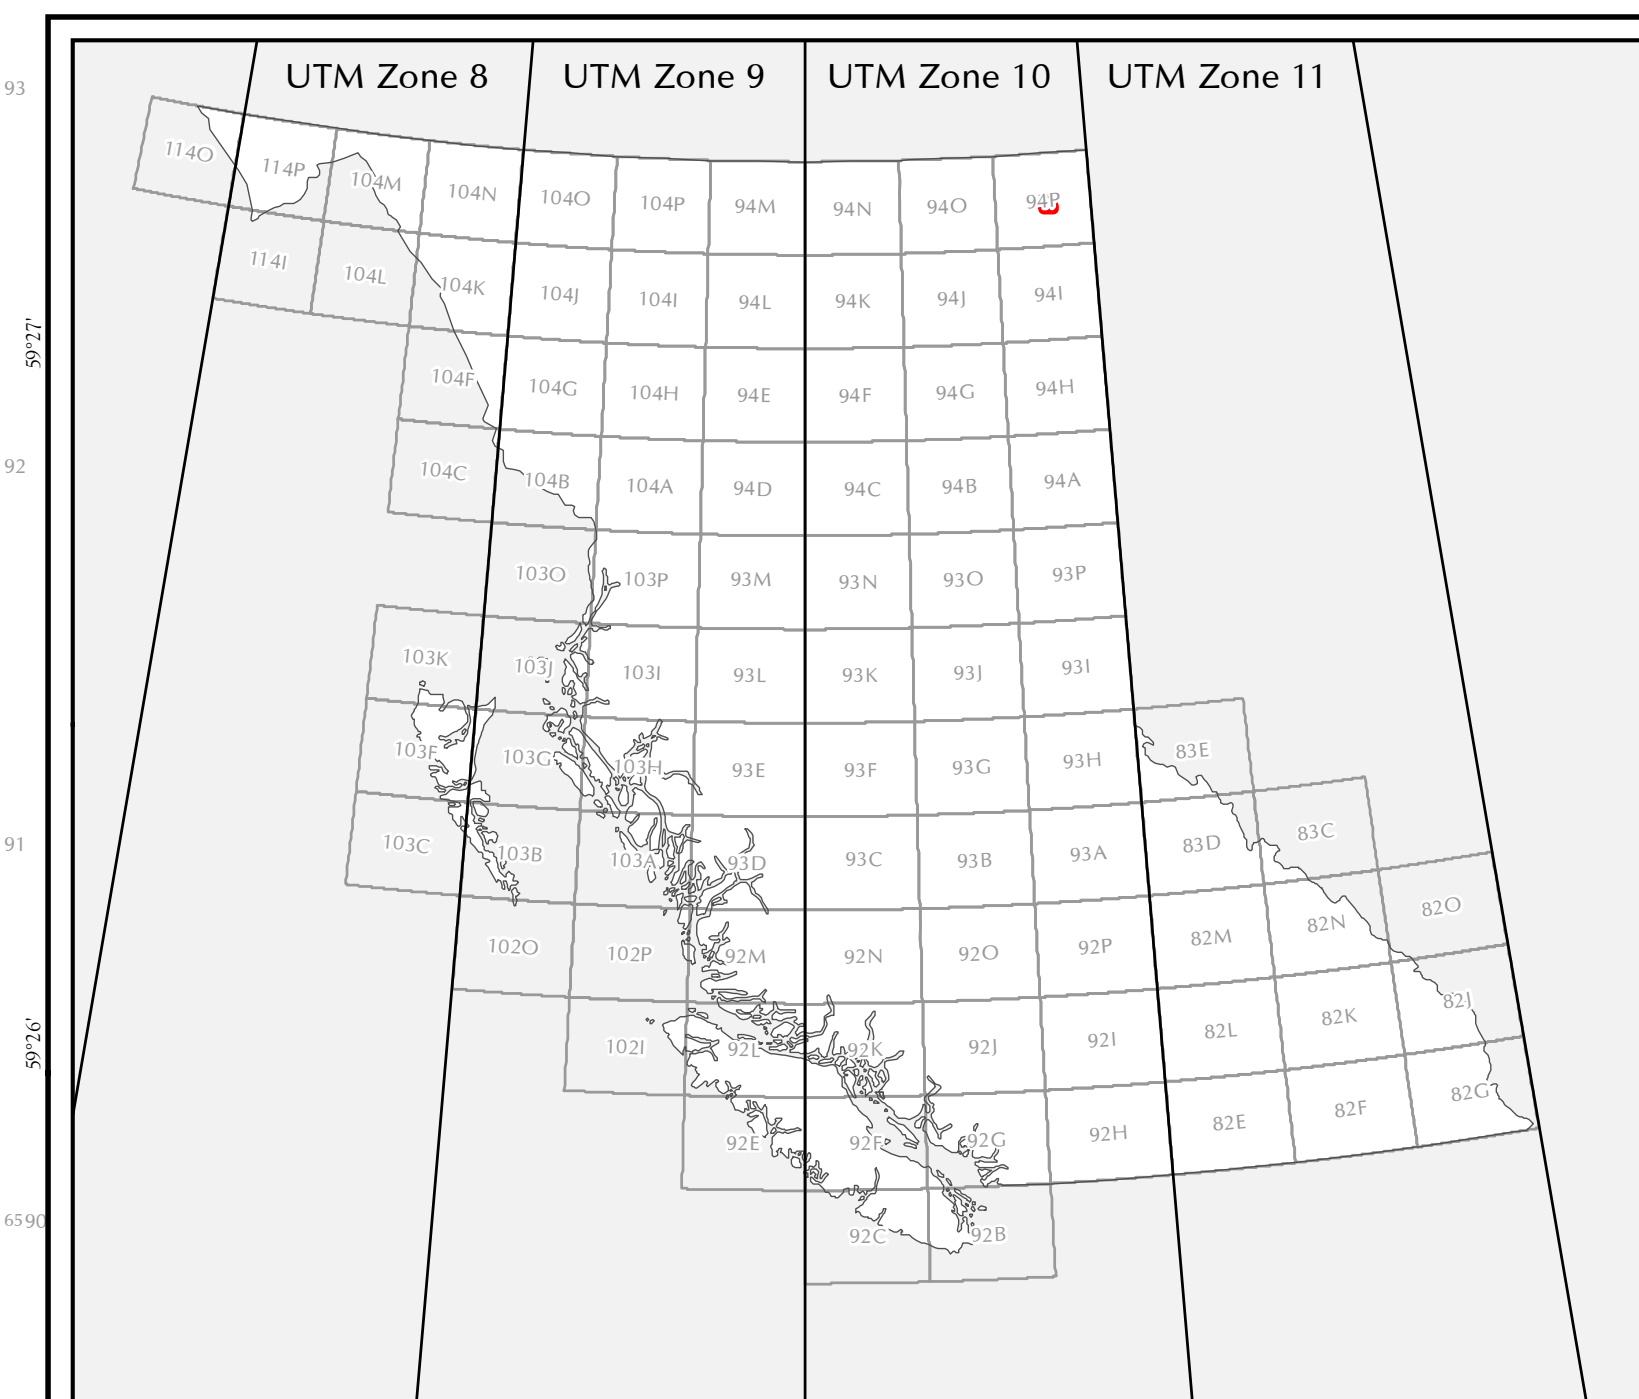 UTM Zone 8 UTM Zone 9 UTM Zone 10 UTM Zone 11
93
114O 114P 104M 104N 104O 104P 94M 94N 94O 94P
114I 104L 104K 104J 104I 94L 94K 94J 94I
59°27'
104F 104G 104H 94E 94F 94G 94H
92
104C 104B 104A 94D 94C 94B 94A
103O 103P 93M 93N 93O 93P
103K 103J 103I 93L 93K 93J 93I
103F 103G 103H 93E 93F 93G 93H 83E
91
103C 103B 103A 93D 93C 93B 93A 83D 83C
102O 102P 92M 92N 92O 92P 82M 82N 82O
59°26'
102I 92L 92K 92J 92I 82L 82K 82J
92E 92F 92G 92H 82E 82F 82G
6590
92C 92B